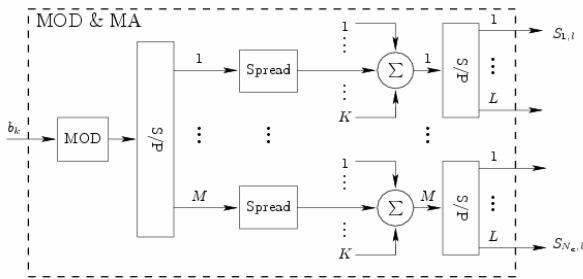 MOD & MA
b_k
MOD
S/P
1
Spread
1
...
...
K
Σ
1
S/P
1
...
L
S_{1,l}
...
...
...
M
Spread
1
...
...
K
Σ
M
S/P
1
...
L
S_{N_c,l}